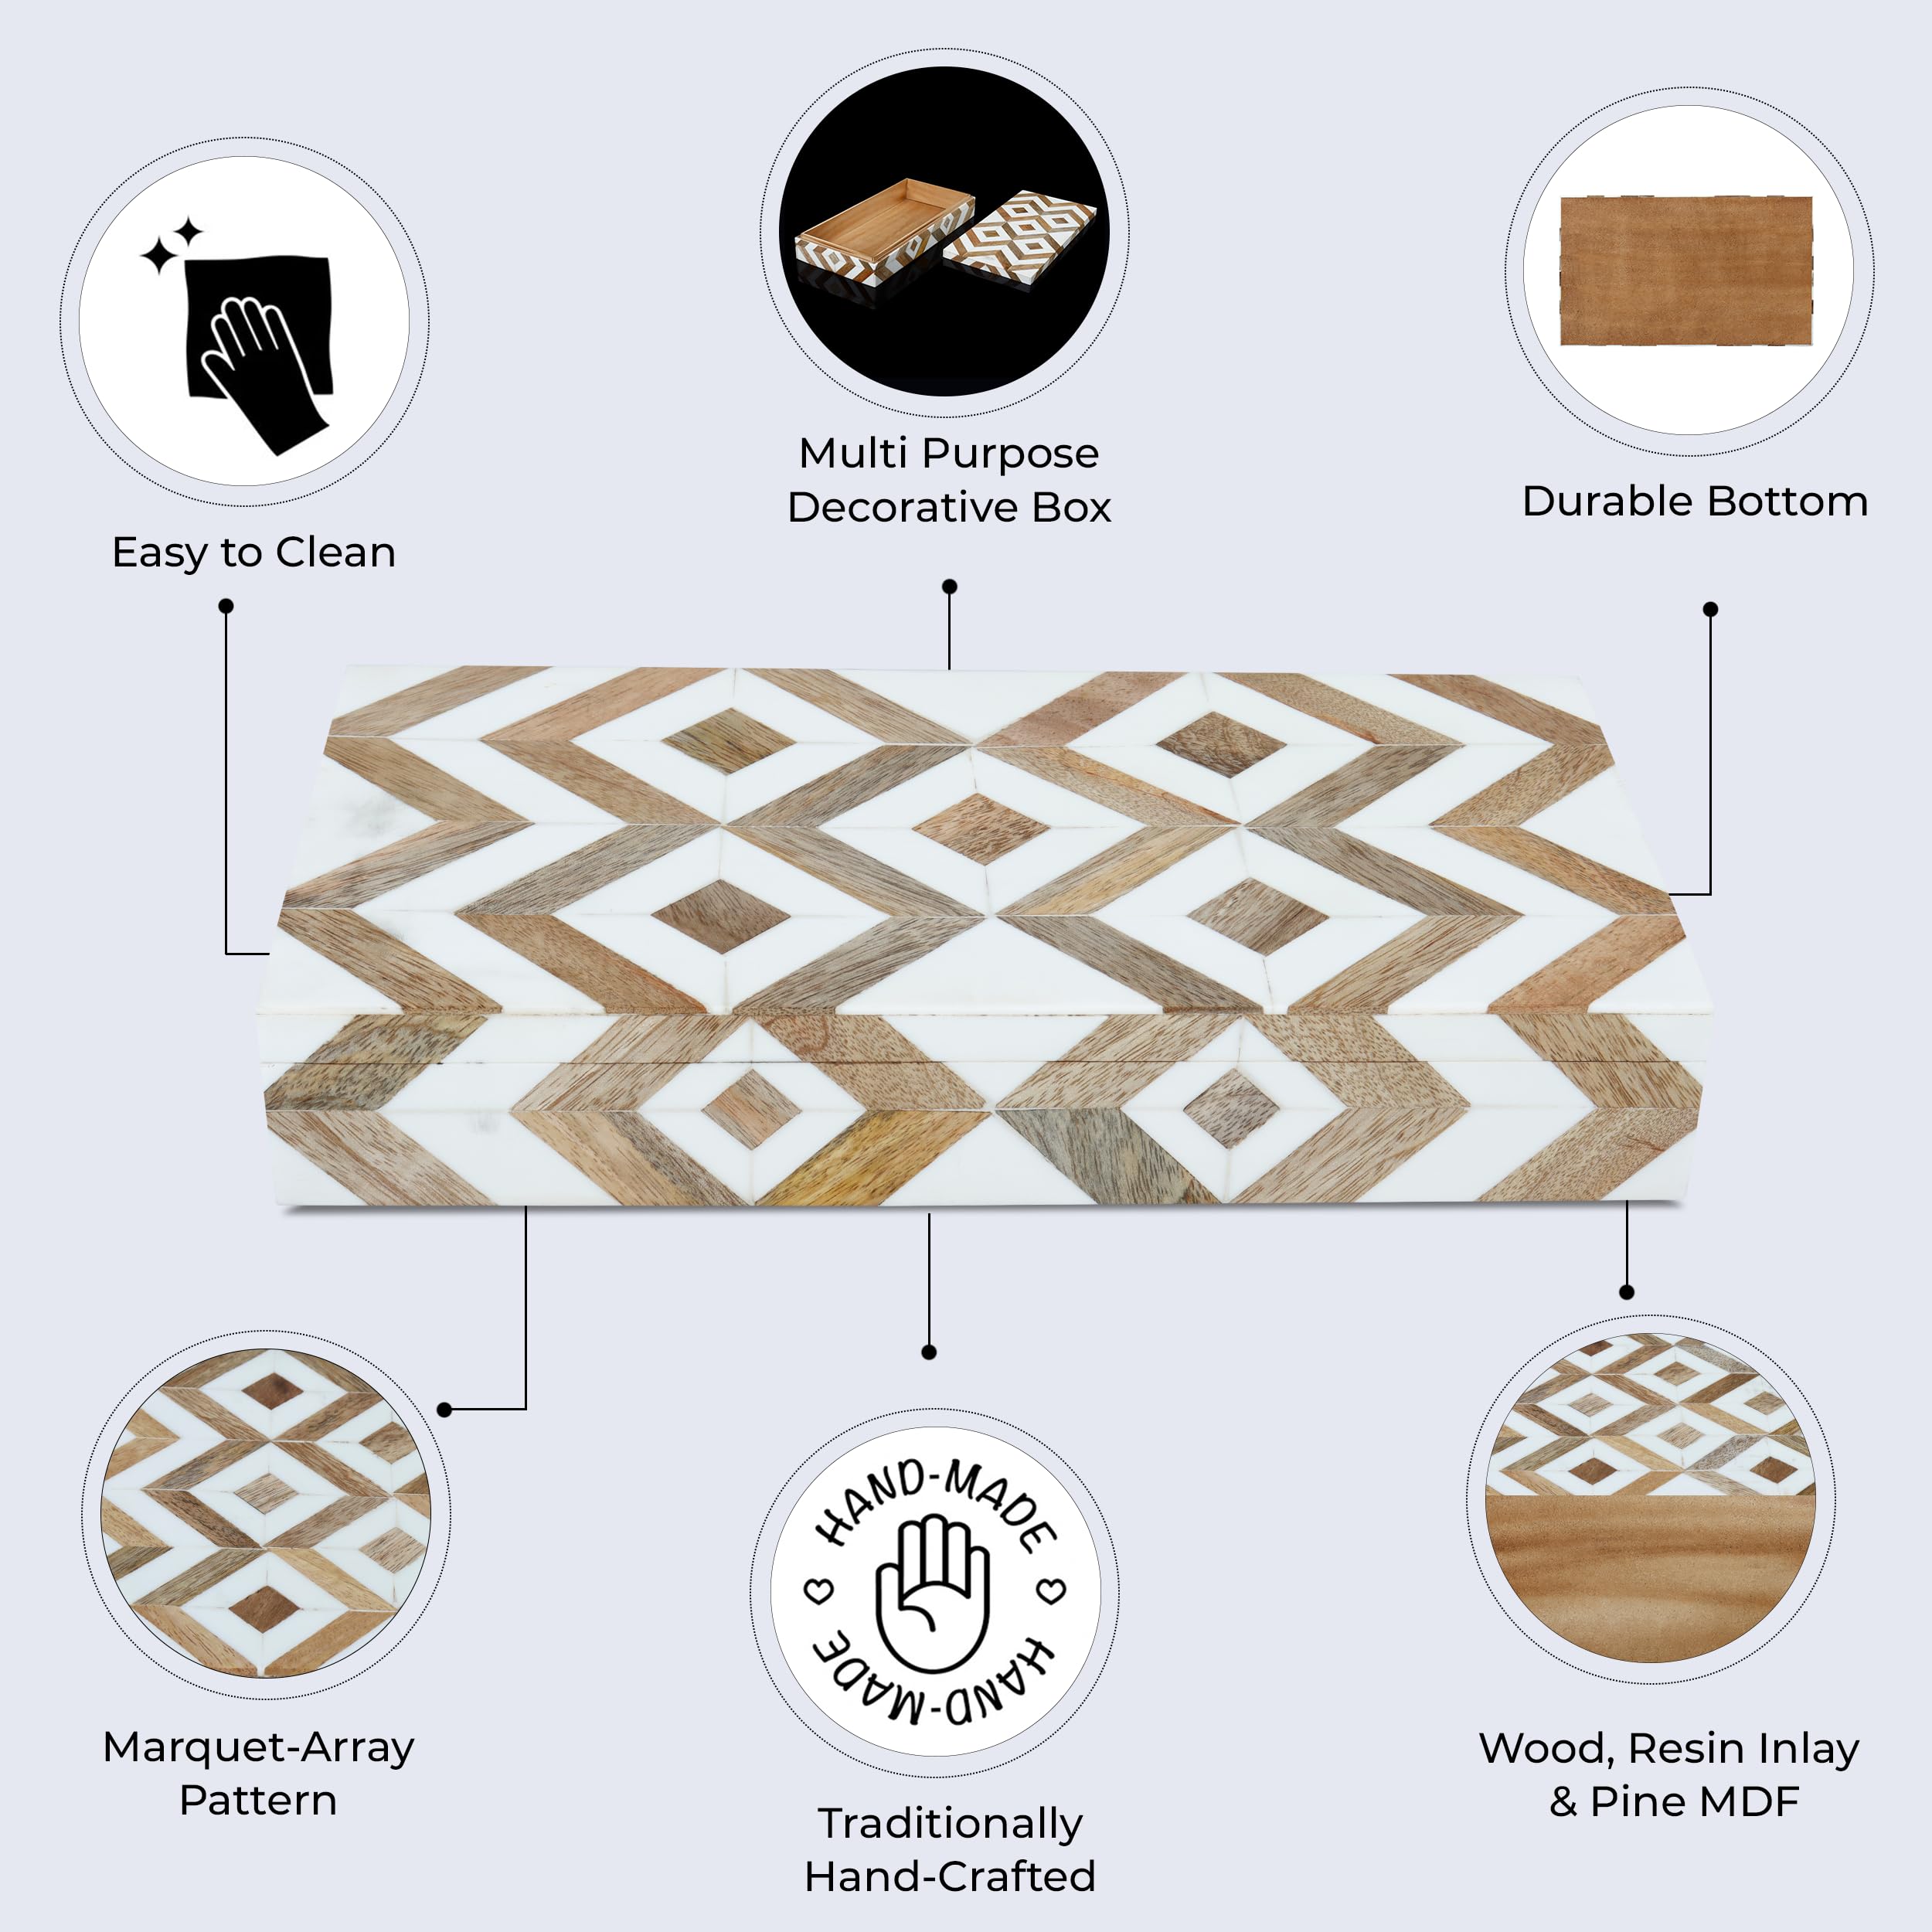 Easy to Clean
Multi Purpose
Decorative Box
Durable Bottom
Marquet-Array
Pattern
HAND-MADE
HAND-MADE
Traditionally
Hand-Crafted
Wood, Resin Inlay
& Pine MDF